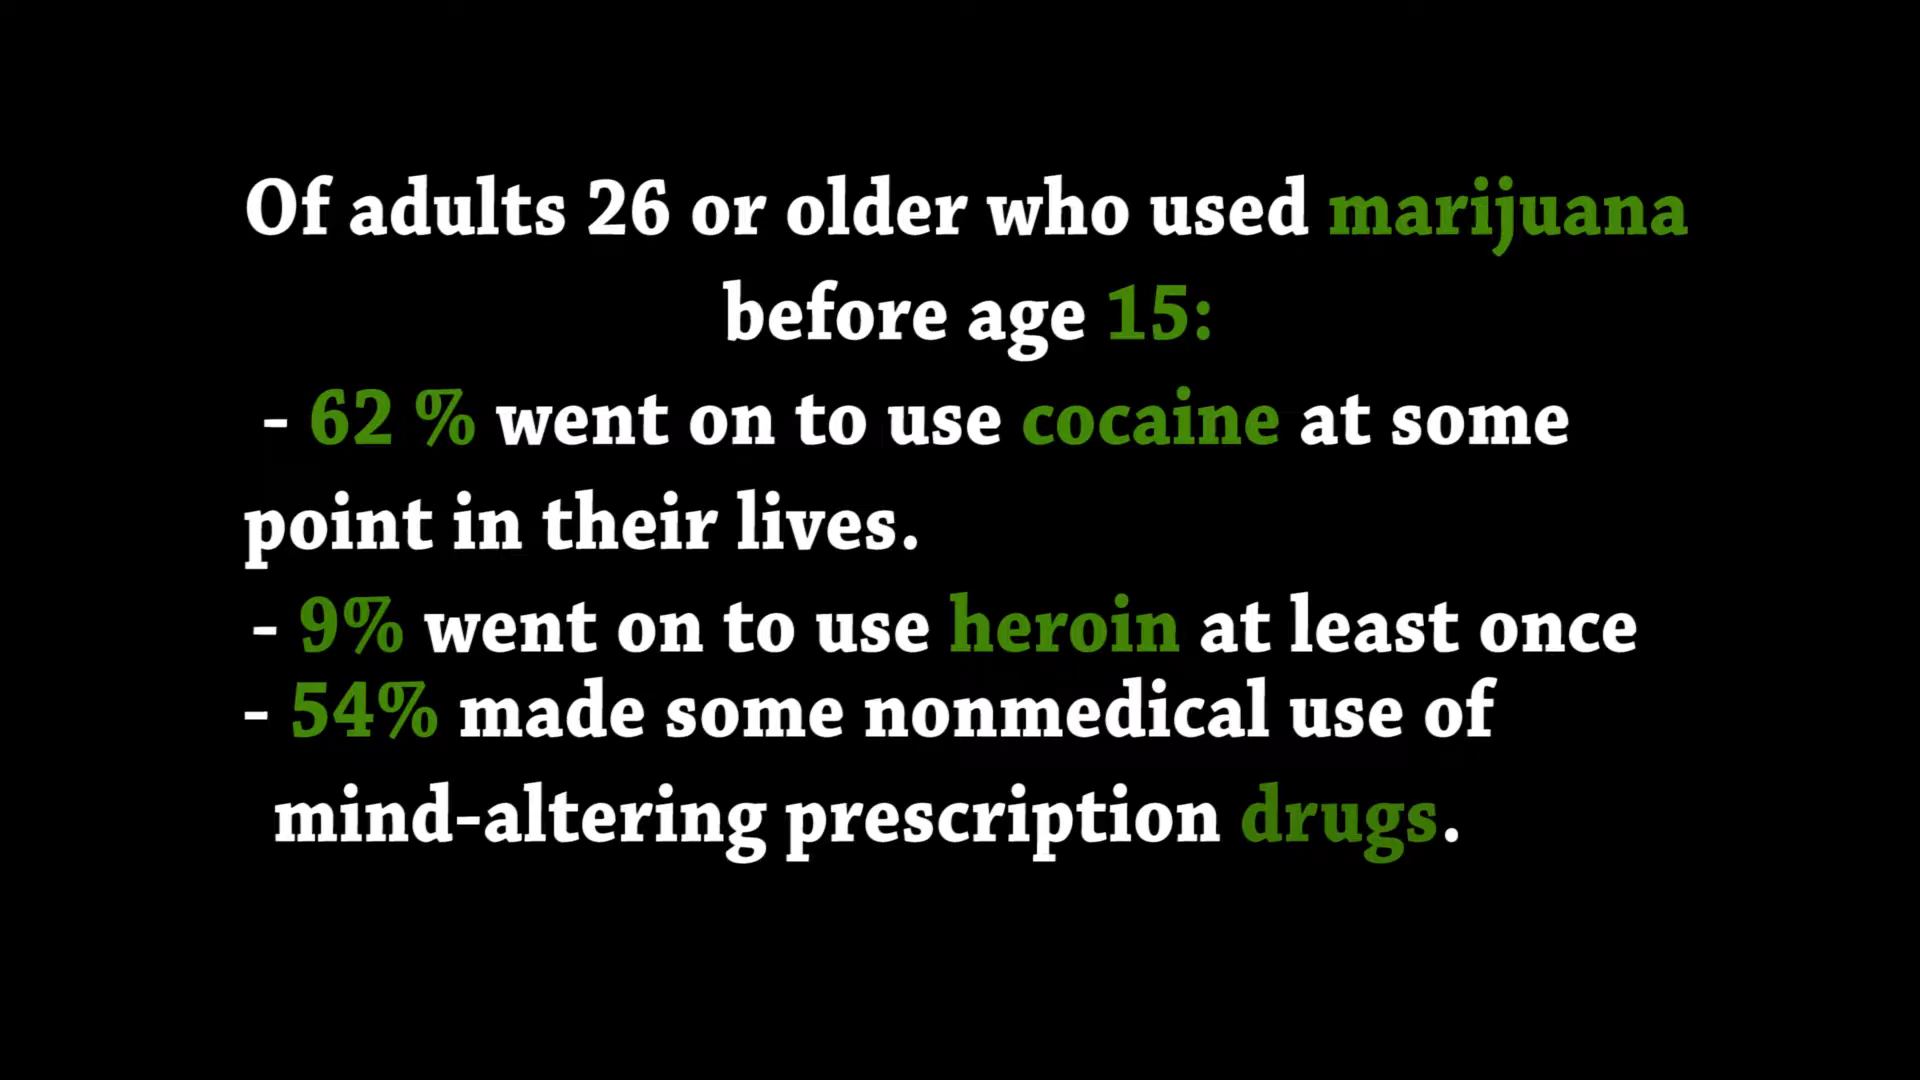 Of adults 26 or older who used marijuana
before age 15:
- 62 % went on to use cocaine at some
point in their lives.
- 9% went on to use heroin at least once
- 54% made some nonmedical use of
mind-altering prescription drugs.